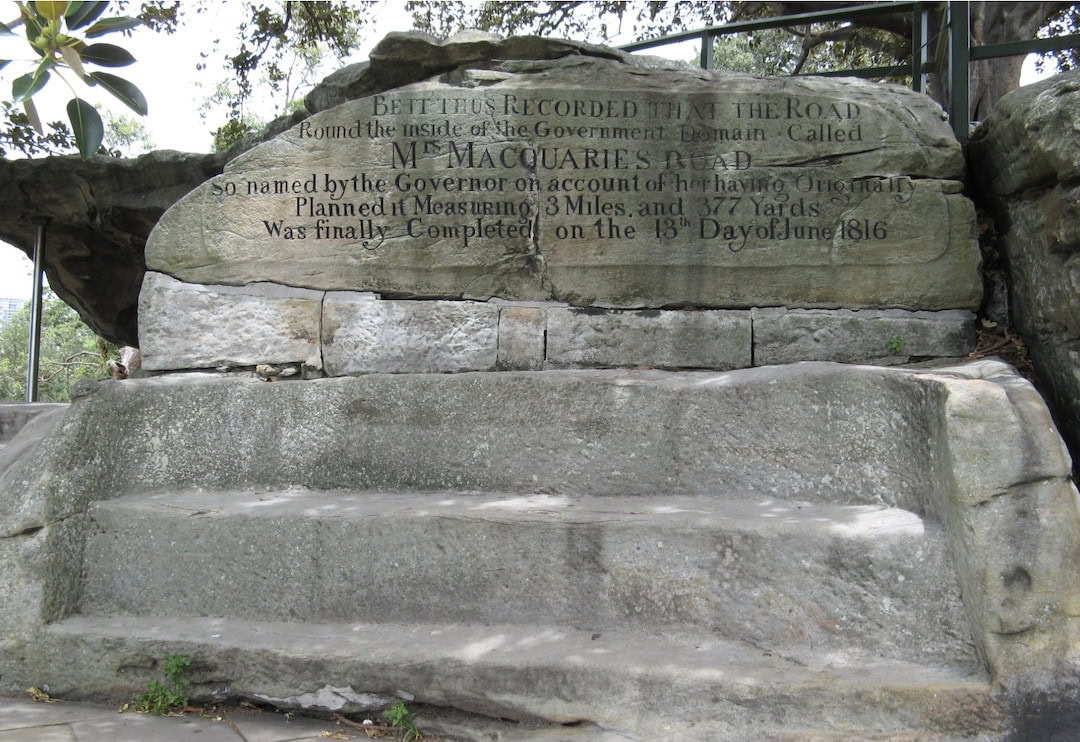 BE IT THUS RECORDED THAT THE ROAD
Round the inside of the Government Domain Called
Mrs MACQUARIE'S ROAD
So named by the Governor on account of her having Originally
Planned it Measuring 3 Miles, and 377 Yards
Was finally Completed on the 13th Day of June 1816